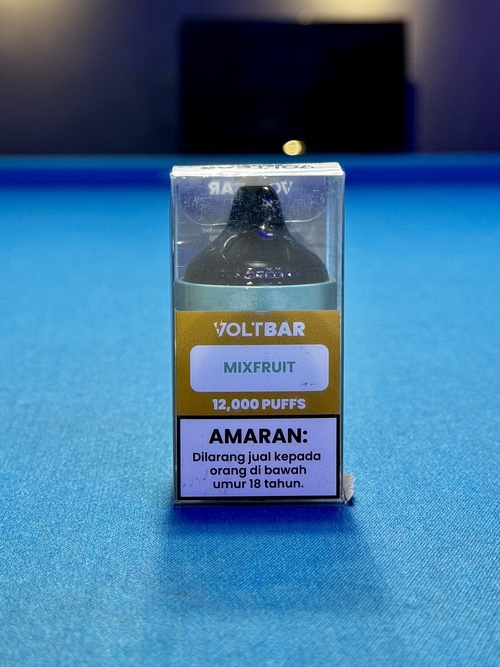 VOLTBAR
MIXFRUIT
12,000 PUFFS
AMARAN:
Dilarang jual kepada
orang di bawah
umur 18 tahun.